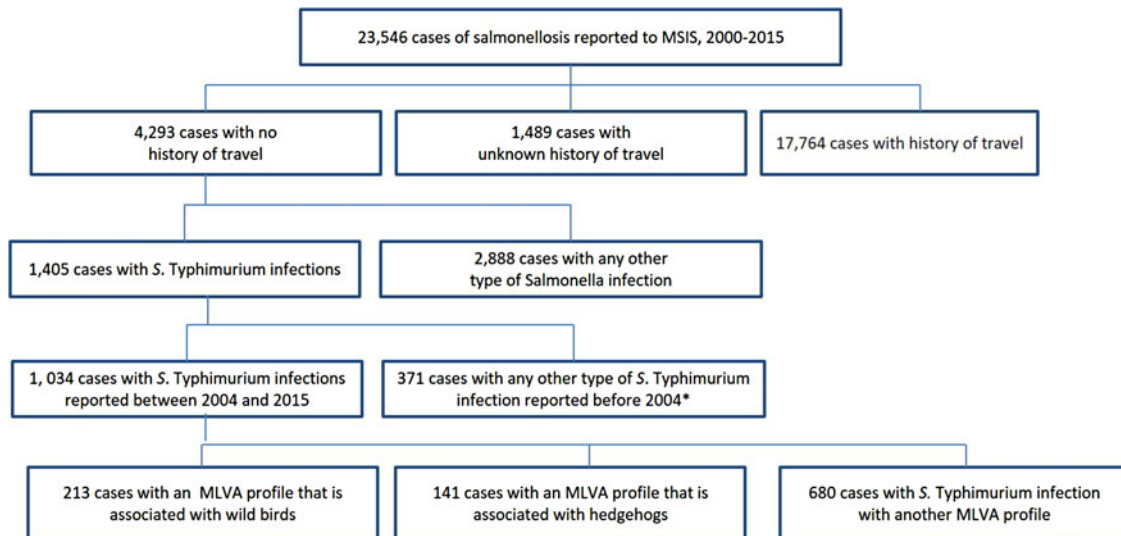 23,546 cases of salmonellosis reported to MSIS, 2000-2015
4,293 cases with no
history of travel
1,489 cases with
unknown history of travel
17,764 cases with history of travel
1,405 cases with S. Typhimurium infections
2,888 cases with any other
type of Salmonella infection
1, 034 cases with S. Typhimurium infections
reported between 2004 and 2015
371 cases with any other type of S. Typhimurium
infection reported before 2004*
213 cases with an MLVA profile that is
associated with wild birds
141 cases with an MLVA profile that is
associated with hedgehogs
680 cases with S. Typhimurium infection
with another MLVA profile